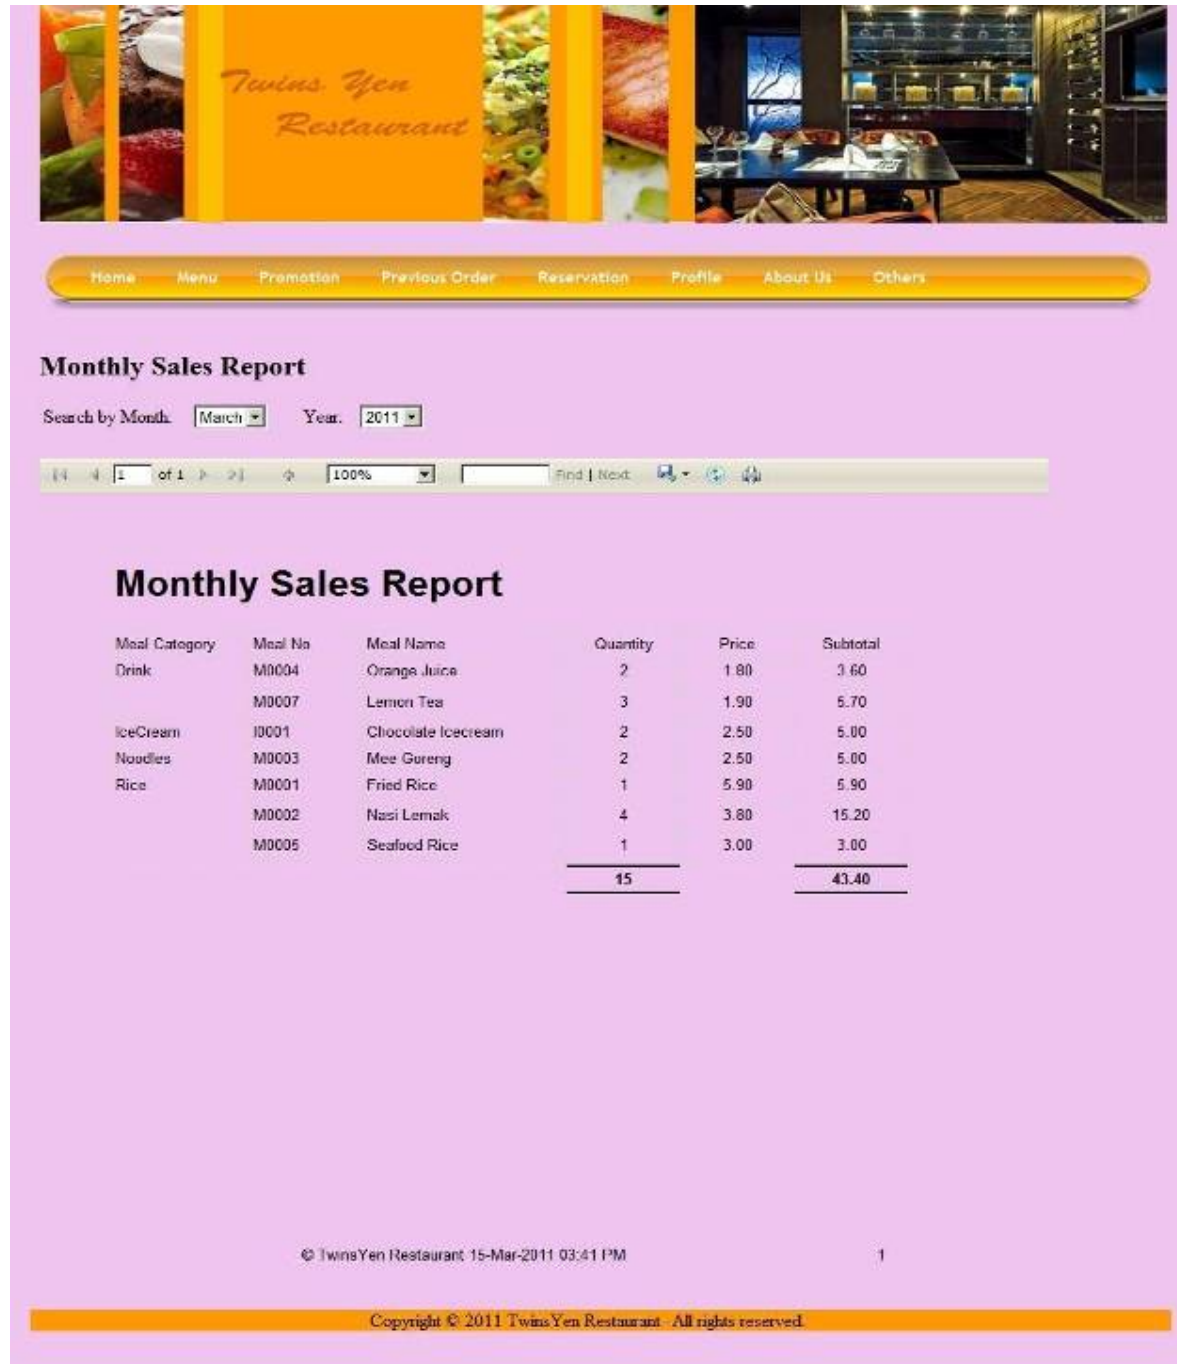 Twins Yen
Restaurant
Home Menu Promotion Previous Order Reservation Profile About Us Others
Monthly Sales Report
Search by Month. March Year. 2011
1 of 1 100% Find | Next
Monthly Sales Report
Meal Category Meal No Meal Name Quantity Price Subtotal
Drink M0004 Orange Juice 2 1.80 3.60
M0007 Lemon Tea 3 1.90 5.70
IceCream I0001 Chocolate Icecream 2 2.50 5.00
Noodles M0003 Mee Goreng 2 2.50 5.00
Rice M0001 Fried Rice 1 5.90 5.90
M0002 Nasi Lemak 4 3.80 15.20
M0005 Seafood Rice 1 3.00 3.00
15 43.40
© TwinsYen Restaurant 15-Mar-2011 03:41 PM 1
Copyright © 2011 TwinsYen Restaurant - All rights reserved.